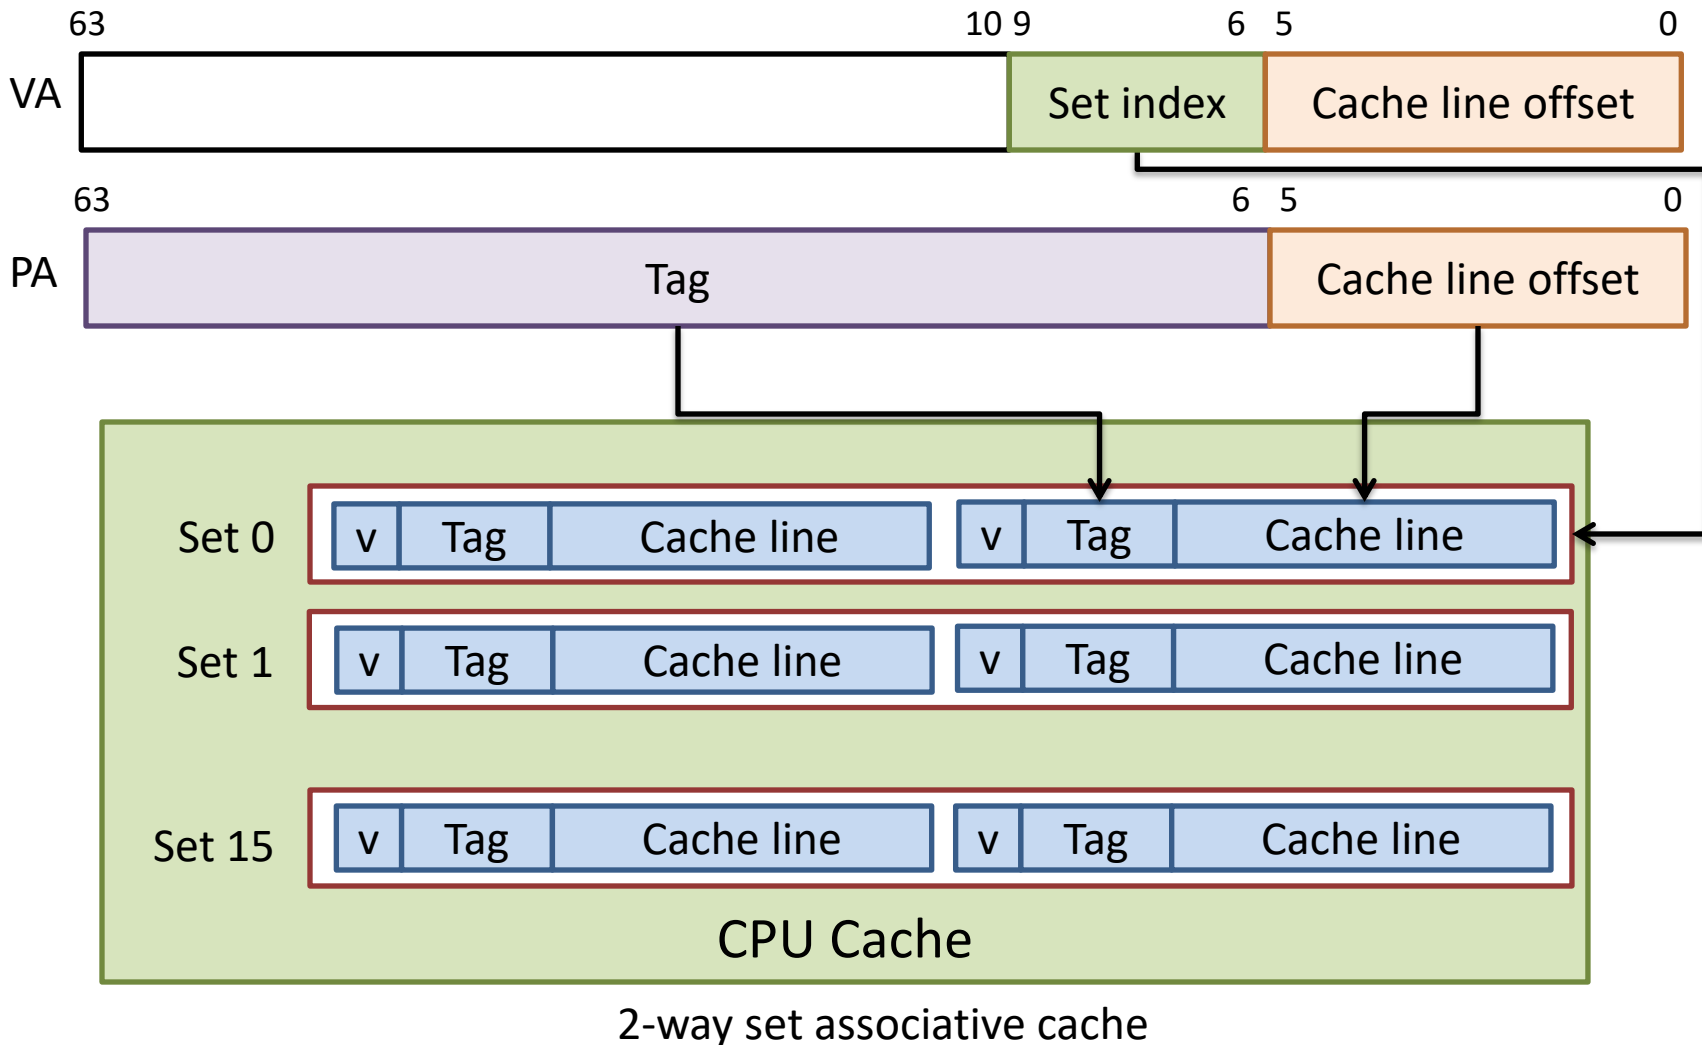 63 10 9 6 5 0
VA Set index Cache line offset
63 6 5 0
PA Tag Cache line offset
Set 0 v Tag Cache line v Tag Cache line
Set 1 v Tag Cache line v Tag Cache line
Set 15 v Tag Cache line v Tag Cache line
CPU Cache
2-way set associative cache